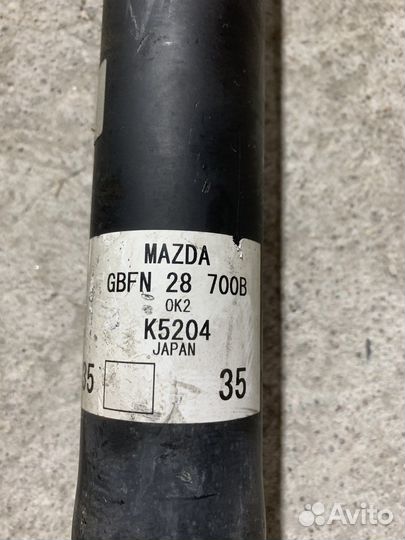 MAZDA
GBFN 28 700B
OK2
K5204
JAPAN
35 35
Avito